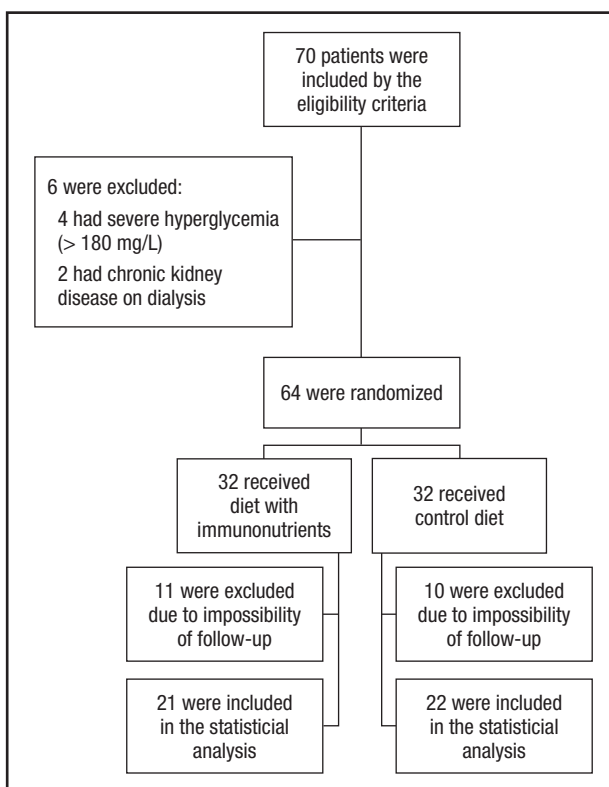 70 patients were
included by the
eligibility criteria
6 were excluded:
4 had severe hyperglycemia
(> 180 mg/L)
2 had chronic kidney
disease on dialysis
64 were randomized
32 received
diet with
immunonutrients
32 received
control diet
11 were excluded
due to impossibility
of follow-up
10 were excluded
due to impossibility
of follow-up
21 were included
in the statisticial
analysis
22 were included
in the statisticial
analysis